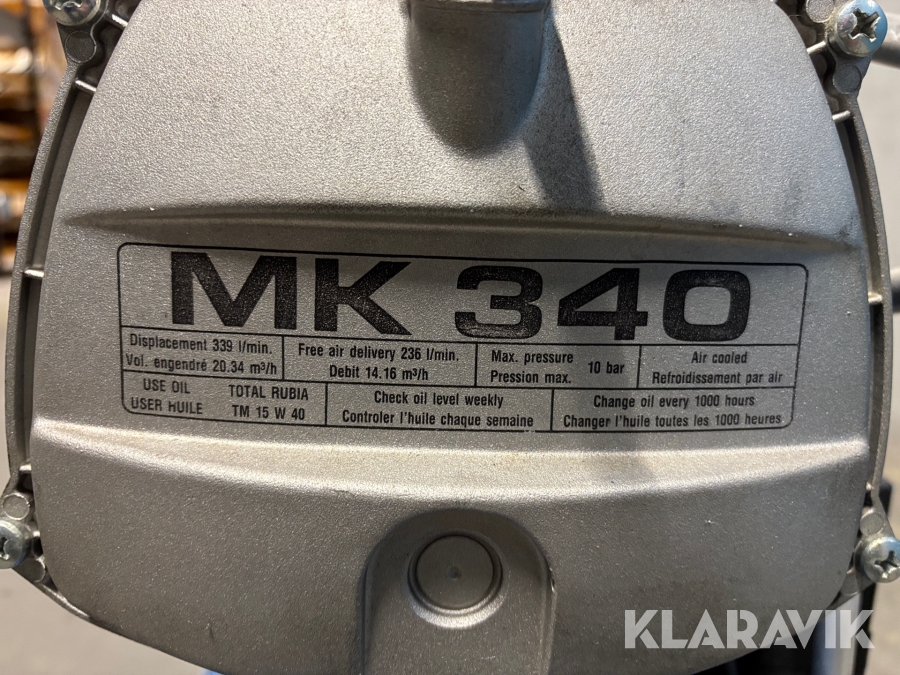 MK 340
Displacement 339 l/min.
Vol. engendré 20.34 m³/h
Free air delivery 236 l/min.
Debit 14.16 m³/h
Max. pressure
Pression max.
10 bar
Air cooled
Refroidissement par air
USE OIL
USER HUILE
TOTAL RUBIA
TM 15 W 40
Check oil level weekly
Controler l'huile chaque semaine
Change oil every 1000 hours
Changer l'huile toutes les 1000 heures
KLARAVIK